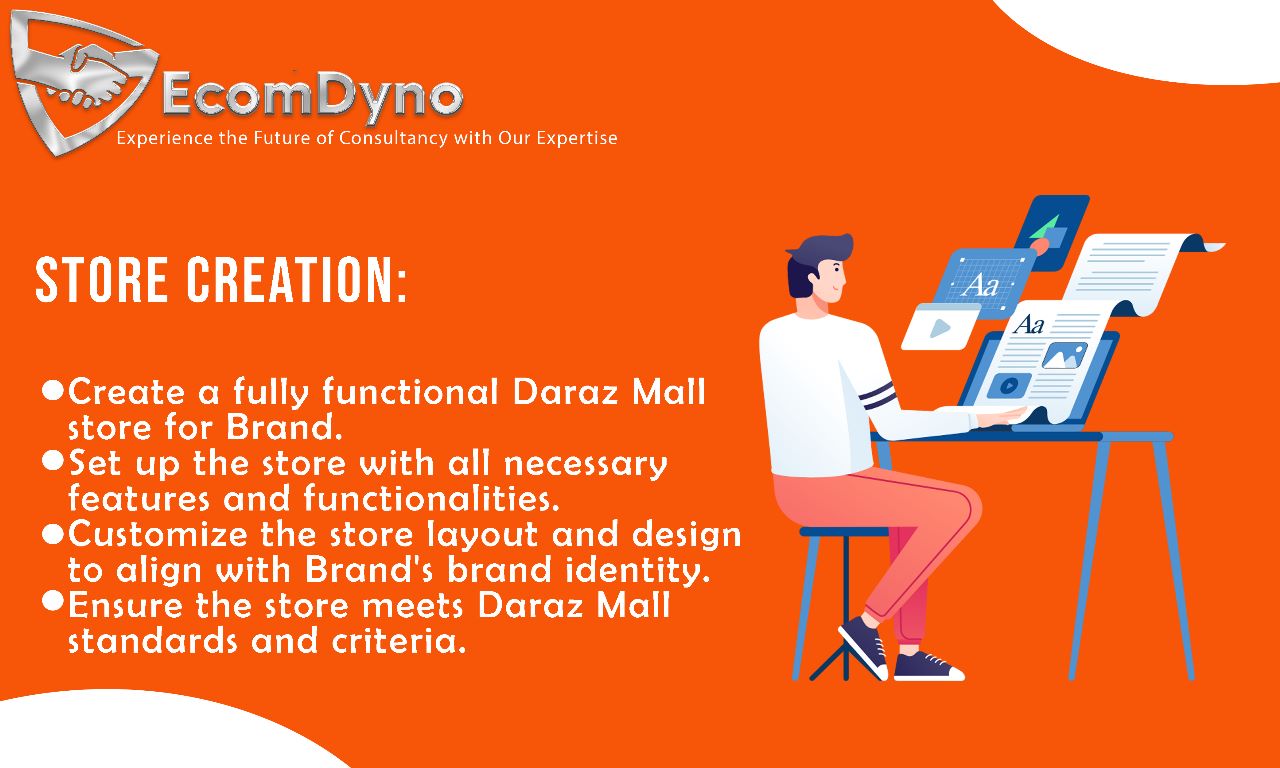 EcomDyno
Experience the Future of Consultancy with Our Expertise
STORE CREATION:
●Create a fully functional Daraz Mall
store for Brand.
●Set up the store with all necessary
features and functionalities.
●Customize the store layout and design
to align with Brand's brand identity.
●Ensure the store meets Daraz Mall
standards and criteria.
Aa
Aa